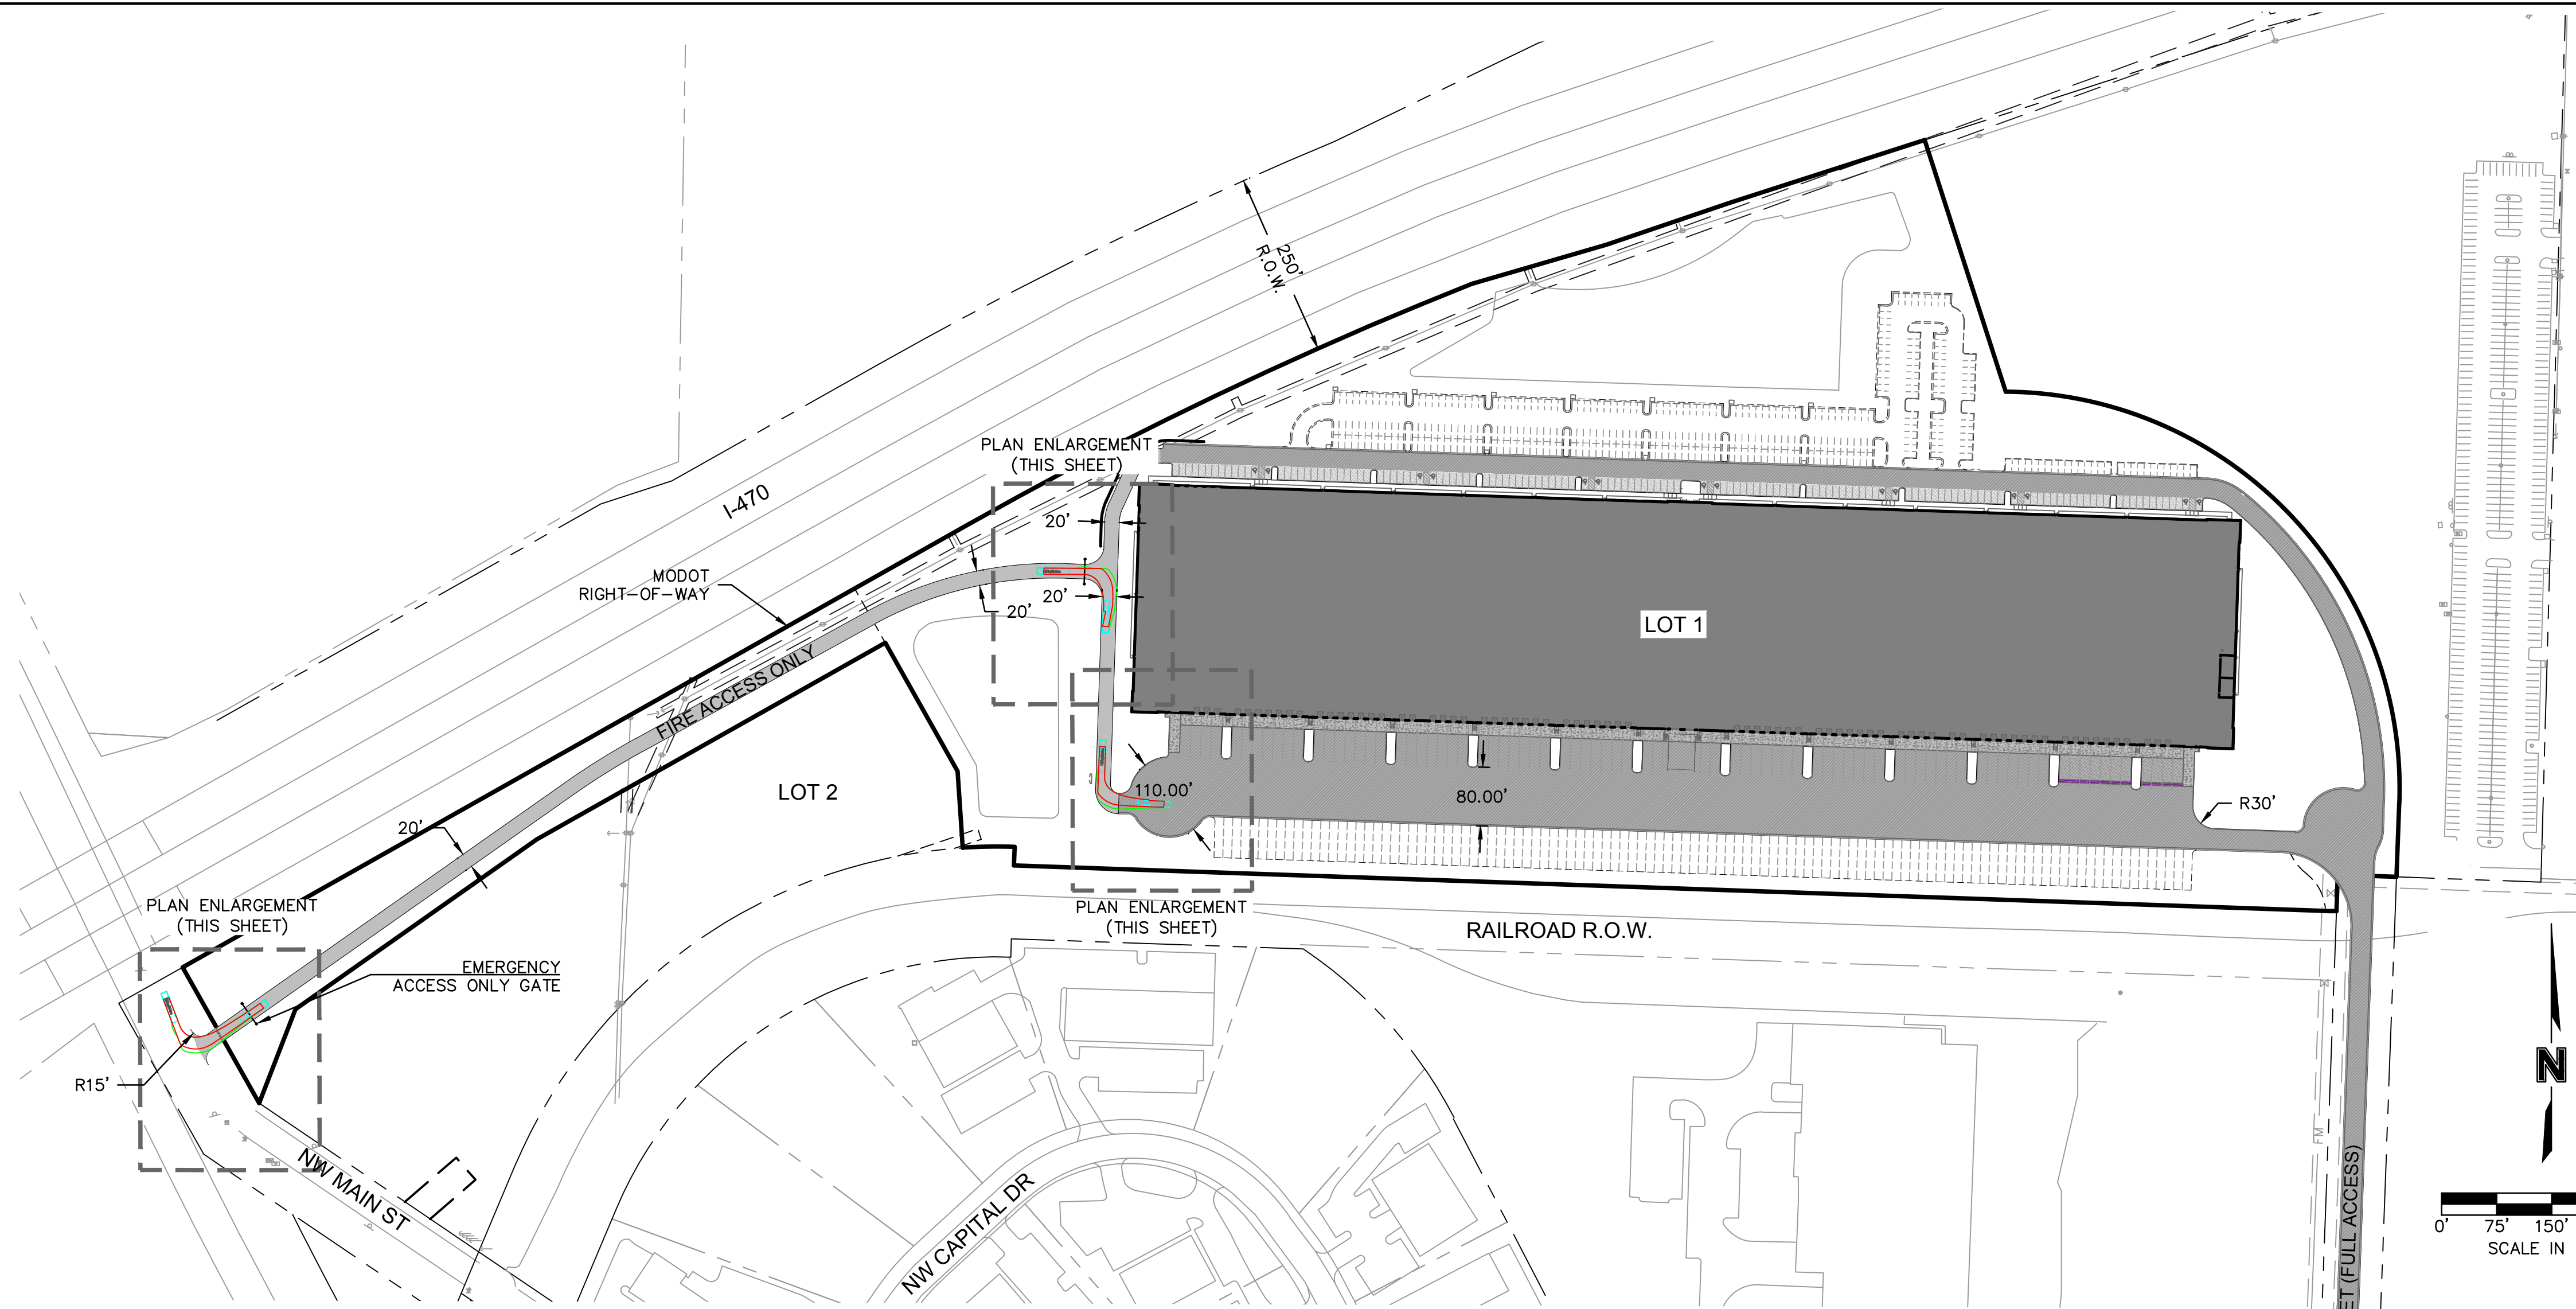 250'
R.O.W.
PLAN ENLARGEMENT
(THIS SHEET)
I-470
20'
MODOT
RIGHT-OF-WAY
20'
20'
LOT 1
FIRE ACCESS ONLY
LOT 2
110.00'
80.00'
R30'
20'
PLAN ENLARGEMENT
(THIS SHEET)
PLAN ENLARGEMENT
(THIS SHEET)
RAILROAD R.O.W.
EMERGENCY
ACCESS ONLY GATE
R15'
N
FM
NW MAIN ST
NW CAPITAL DR
ET (FULL ACCESS)
0' 75' 150'
SCALE IN